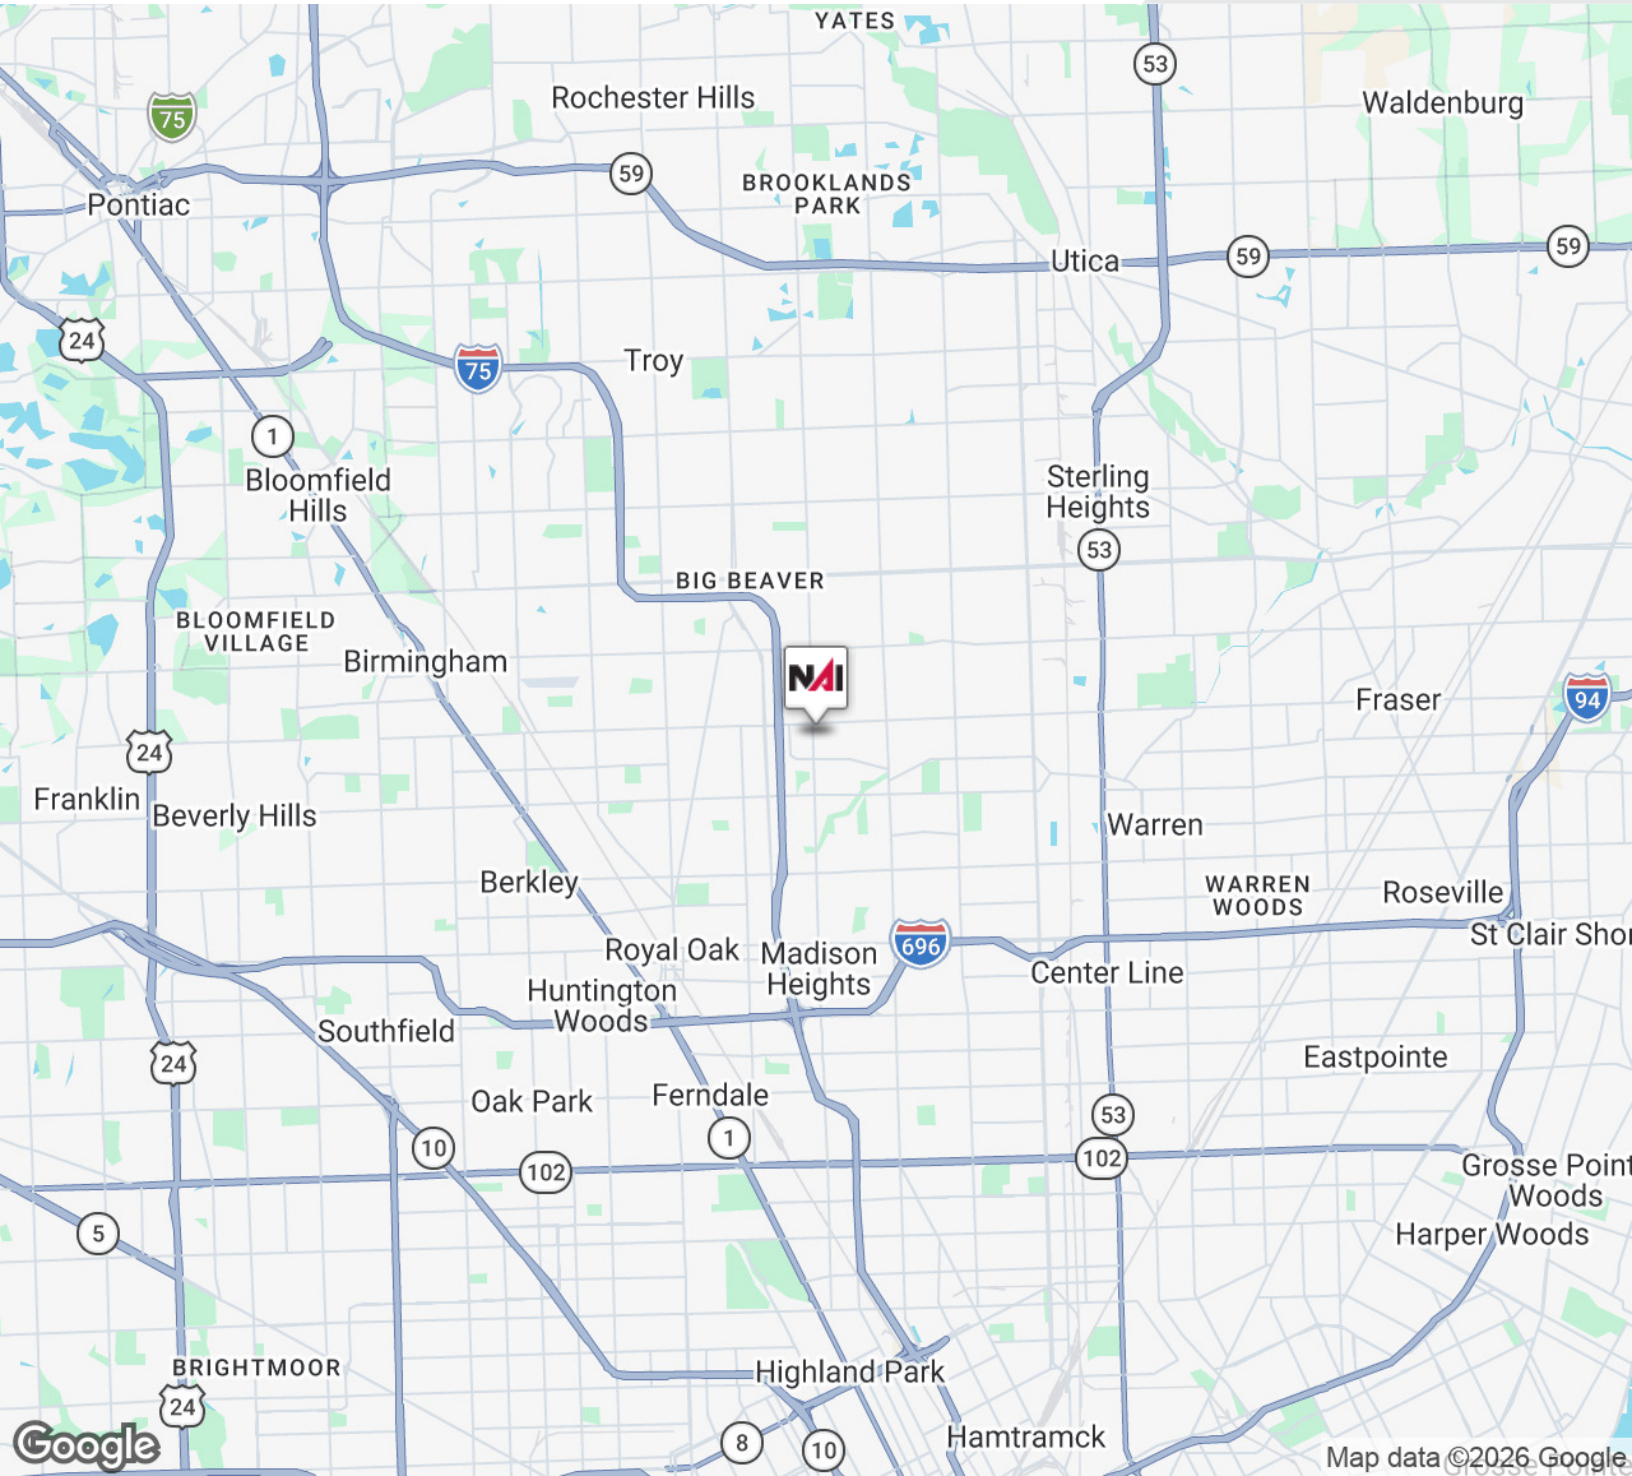 YATES
53
Rochester Hills
Waldenburg
75
59
BROOKLANDS
PARK
Pontiac
59
59
Utica
24
75
Troy
1
Bloomfield
Hills
Sterling
Heights
53
BIG BEAVER
BLOOMFIELD
VILLAGE
Birmingham
NAI
94
Fraser
24
Franklin
Beverly Hills
Warren
Berkley
WARREN
WOODS
Roseville
St Clair Shor
696
Royal Oak
Madison
Heights
Center Line
Huntington
Woods
Southfield
24
Eastpointe
Oak Park
Ferndale
53
1
10
102
102
Grosse Point
Woods
5
Harper Woods
BRIGHTMOOR
Highland Park
24
8
10
Hamtramck
Google
Map data ©2026 Google
Grosse Pointe